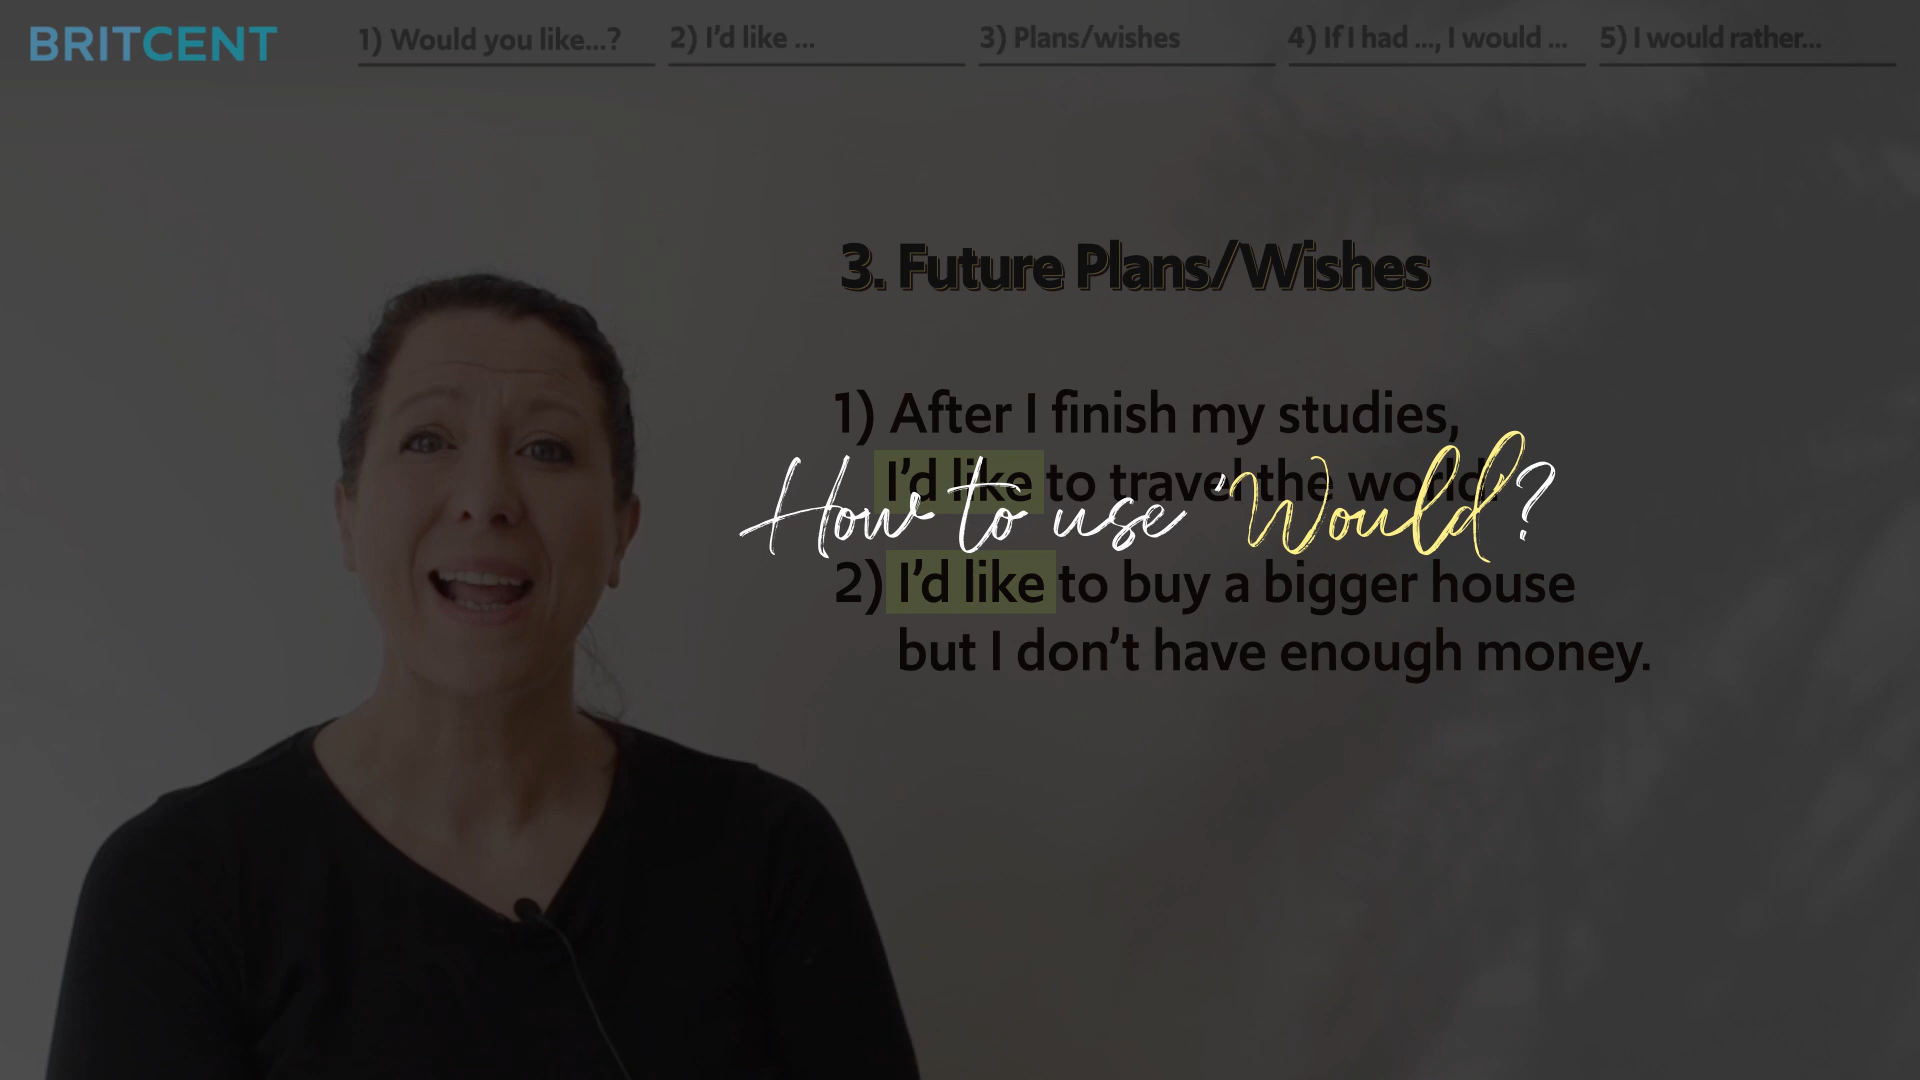 BRITCENT
1) Would you like...?
2) I'd like ...
3) Plans/wishes
4) If I had ..., I would ...
5) I would rather...
3. Future Plans/Wishes
1) After I finish my studies,
I'd like to travel the world
How to use 'Would?
2) I'd like to buy a bigger house
but I don't have enough money.